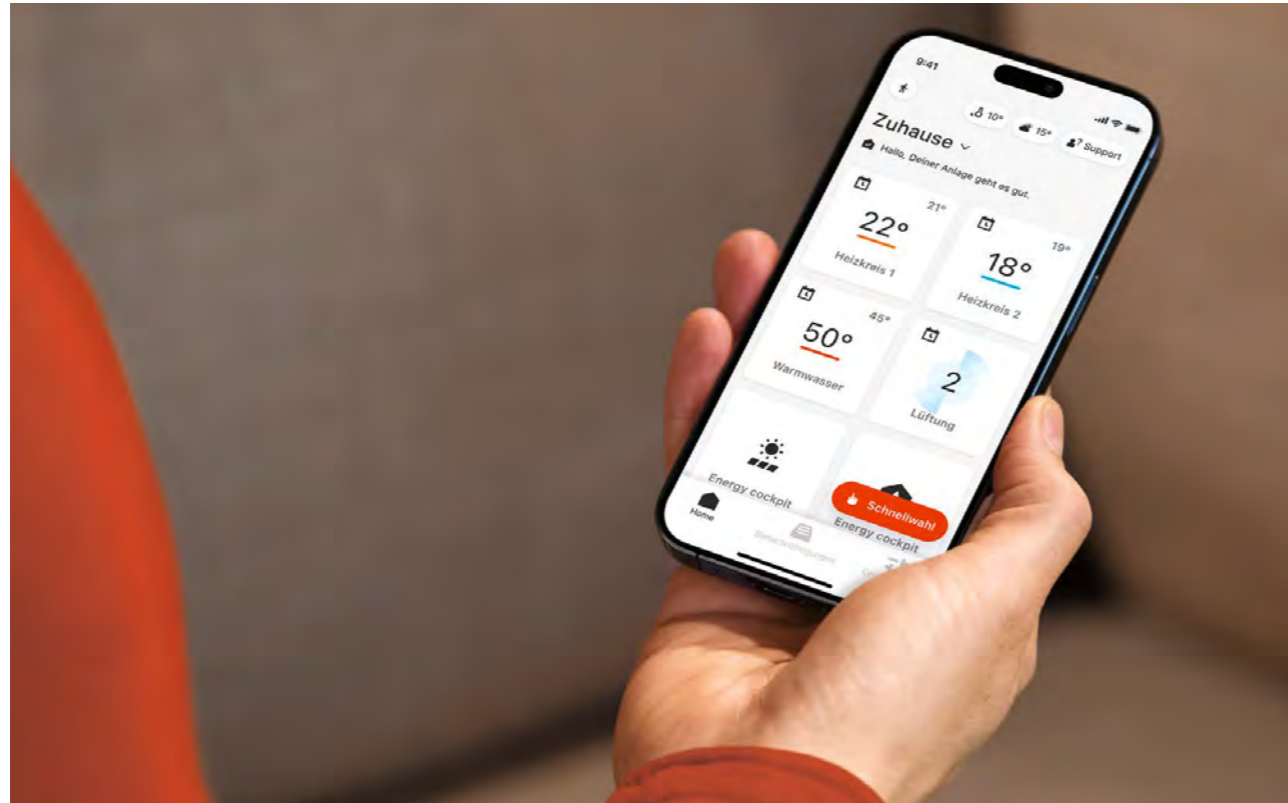 9:41
10° 15° Support
Zuhause
Hallo, Deiner Anlage geht es gut.
21°
22°
Heizkreis 1
19°
18°
Heizkreis 2
45°
50°
Warmwasser
2
Lüftung
Energy cockpit
Energy cockpit
Schnellwahl
Home
Benachrichtigungen